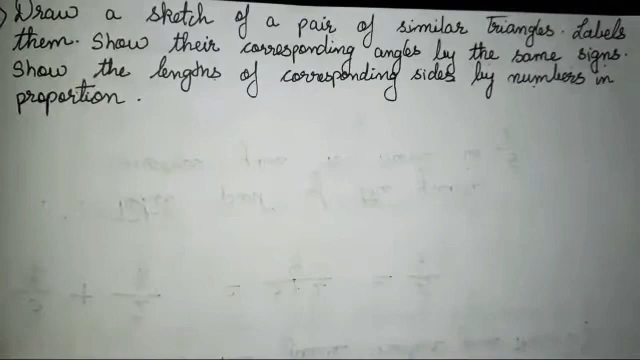 Draw a sketch of a pair of similar triangles. Labels
them. Show their corresponding angles by the same signs.
Show the lengths of corresponding sides by numbers in
proportion.